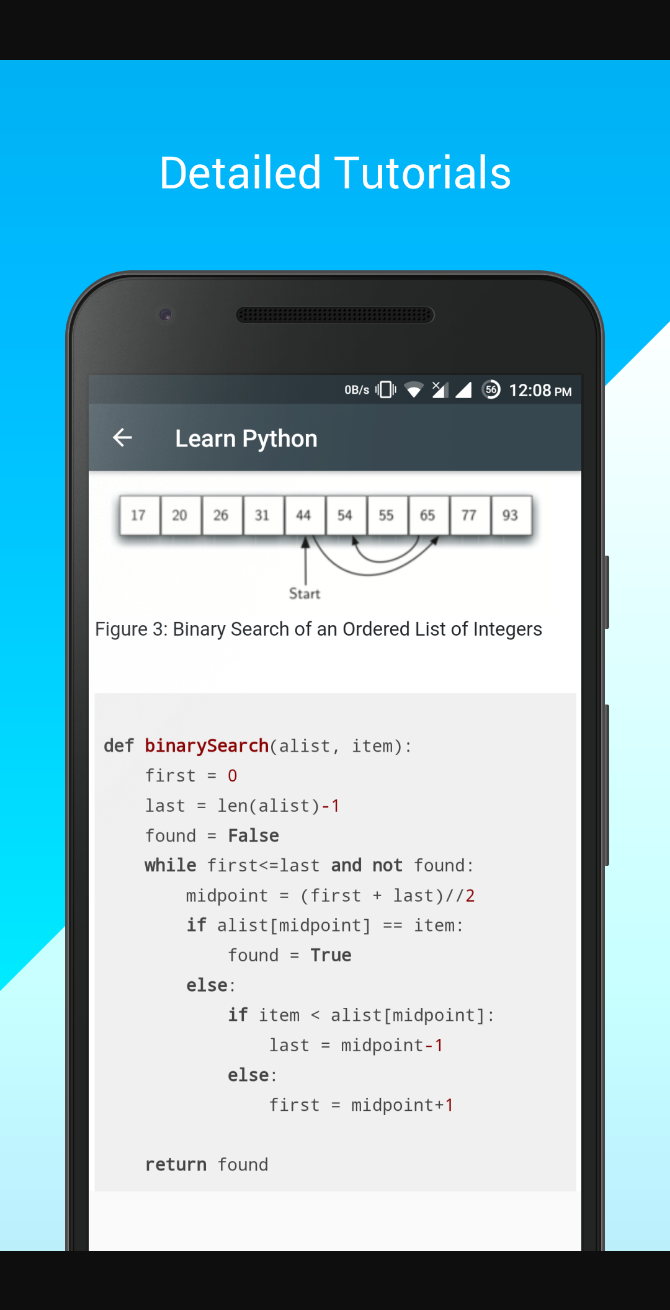 Detailed Tutorials
0B/s 56 12:08 PM
Learn Python
17 20 26 31 44 54 55 65 77 93
Start
Figure 3: Binary Search of an Ordered List of Integers
def binarySearch(alist, item):
    first = 0
    last = len(alist)-1
    found = False
    while first<=last and not found:
        midpoint = (first + last)//2
        if alist[midpoint] == item:
            found = True
        else:
            if item < alist[midpoint]:
                last = midpoint-1
            else:
                first = midpoint+1
    return found